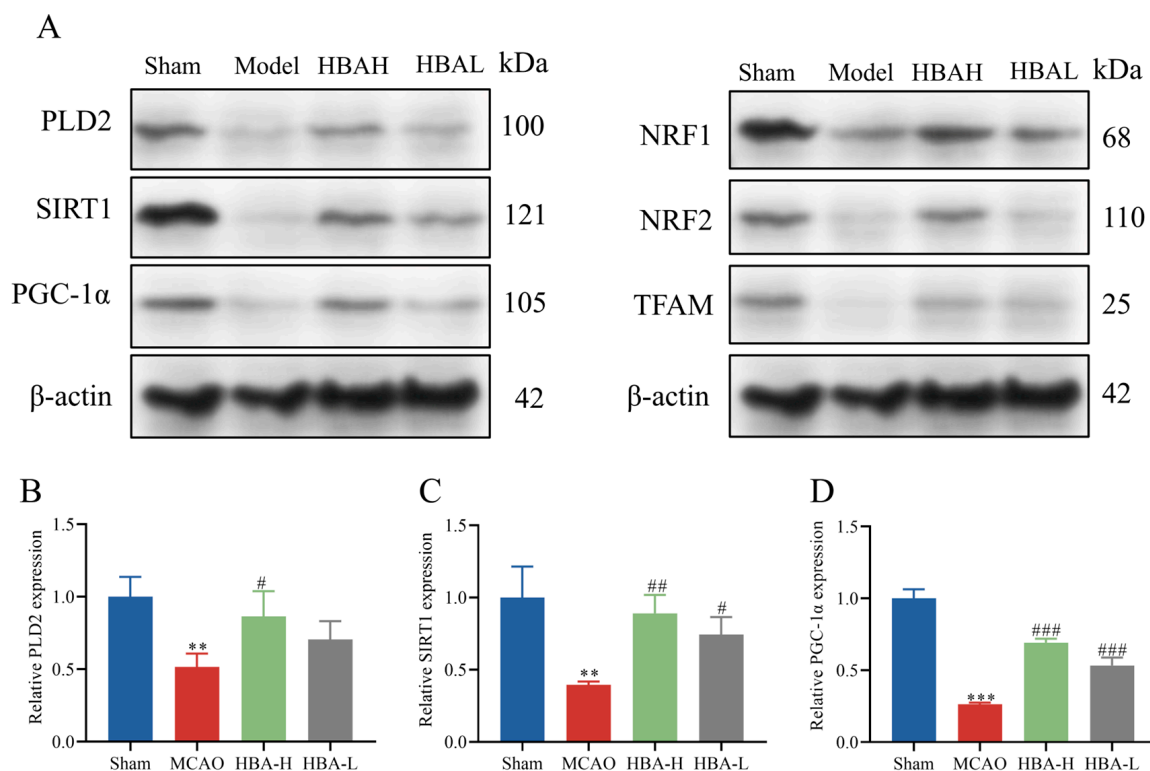 A
Sham Model HBAH HBAL kDa
PLD2 100
SIRT1 121
PGC-1α 105
β-actin 42
Sham Model HBAH HBAL kDa
NRF1 68
NRF2 110
TFAM 25
β-actin 42
B
Relative PLD2 expression
1.5
1.0
0.5
0.0
**
#
Sham MCAO HBA-H HBA-L
C
Relative SIRT1 expression
1.5
1.0
0.5
0.0
**
##
#
Sham MCAO HBA-H HBA-L
D
Relative PGC-1α expression
1.5
1.0
0.5
0.0
***
###
###
Sham MCAO HBA-H HBA-L